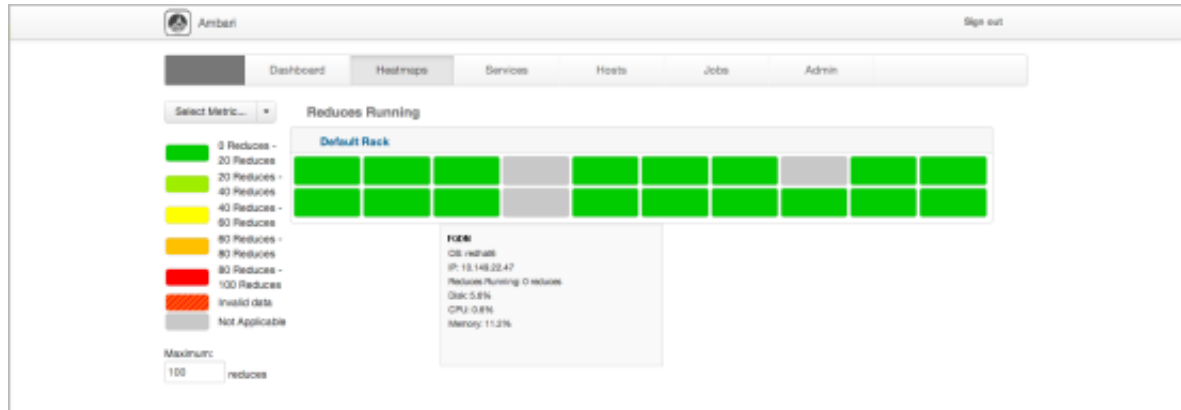 Ambari
Sign out
Dashboard Heatmaps Services Hosts Jobs Admin
Select Metric...
Reduces Running
Default Rack
0 Reduces -
20 Reduces
20 Reduces -
40 Reduces
40 Reduces -
60 Reduces
60 Reduces -
80 Reduces
80 Reduces -
100 Reduces
Invalid data
Not Applicable
FQDN
OS: redhat6
IP: 10.149.22.47
Reduces Running: 0 reduces
Disk: 5.8%
CPU: 0.6%
Memory: 11.2%
Maximum:
100 reduces